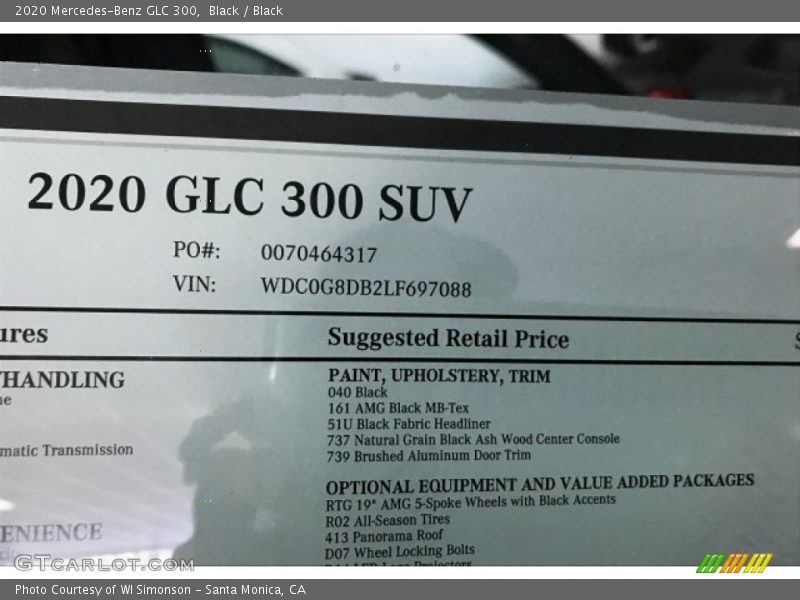 2020 Mercedes-Benz GLC 300, Black / Black
2020 GLC 300 SUV
PO#: 0070464317
VIN: WDC0G8DB2LF697088
ures Suggested Retail Price S
HANDLING
e
matic Transmission
ENIENCE
PAINT, UPHOLSTERY, TRIM
040 Black
161 AMG Black MB-Tex
51U Black Fabric Headliner
737 Natural Grain Black Ash Wood Center Console
739 Brushed Aluminum Door Trim
OPTIONAL EQUIPMENT AND VALUE ADDED PACKAGES
RTG 19" AMG 5-Spoke Wheels with Black Accents
R02 All-Season Tires
413 Panorama Roof
D07 Wheel Locking Bolts
LED Logo Projectors
GTcarlot.com
Photo Courtesy of WI Simonson - Santa Monica, CA